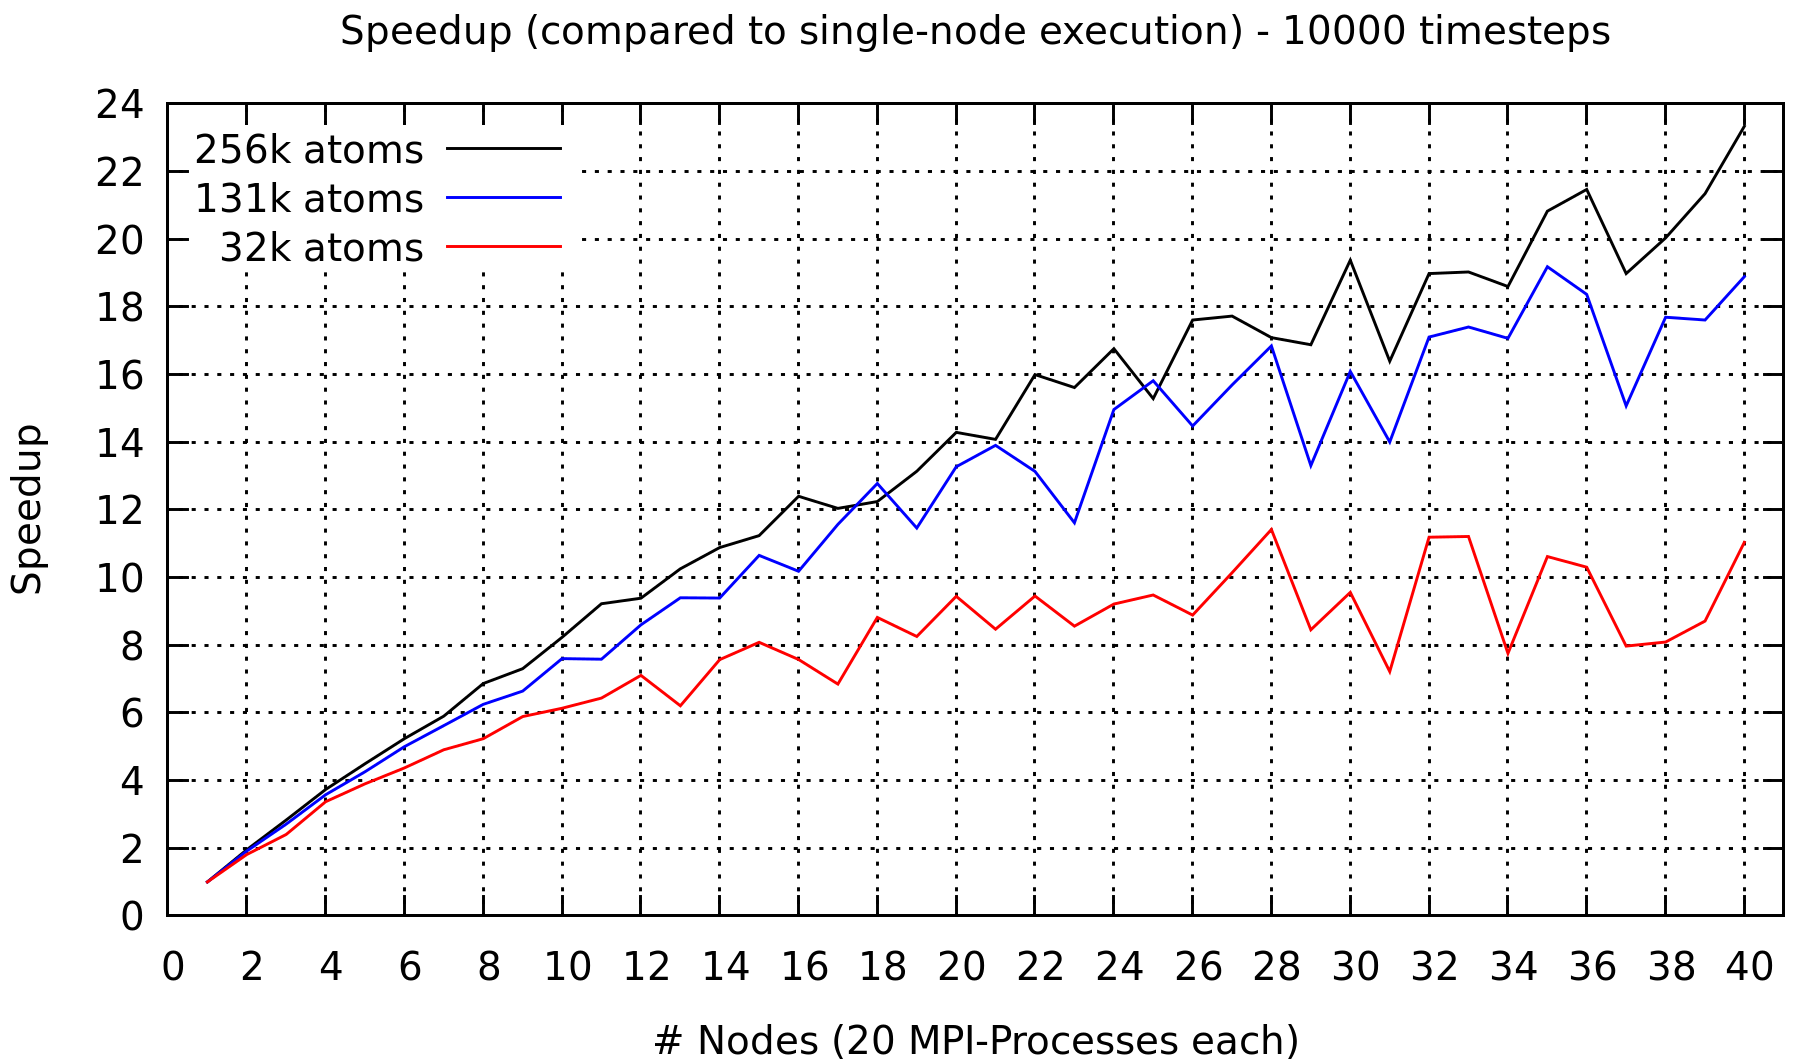 Speedup (compared to single-node execution) - 10000 timesteps
24
22
20
18
16
14
12
10
8
6
4
2
0
256k atoms
131k atoms
32k atoms
Speedup
0 2 4 6 8 10 12 14 16 18 20 22 24 26 28 30 32 34 36 38 40
# Nodes (20 MPI-Processes each)